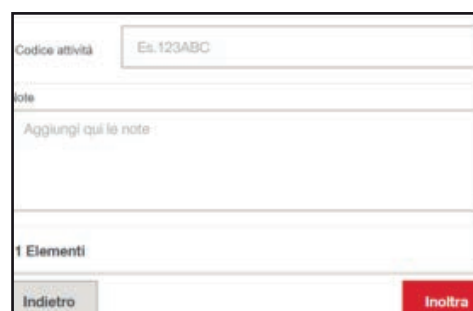 Codice attività Es.123ABC
Note
Aggiungi qui le note
1 Elementi
Indietro Inoltra